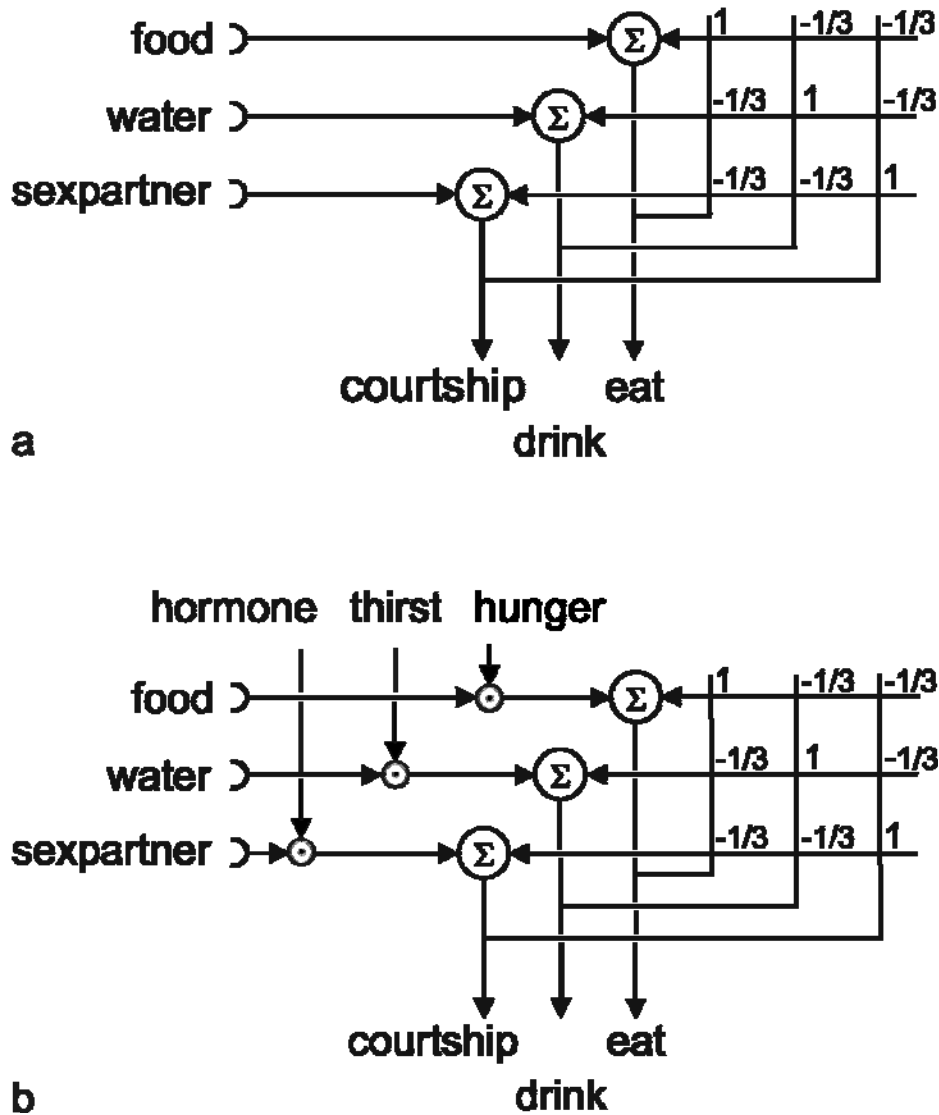 food Σ 1 -1/3 -1/3
water Σ -1/3 1 -1/3
sexpartner Σ -1/3 -1/3 1
courtship eat
a drink
hormone thirst hunger
food Σ 1 -1/3 -1/3
water Σ -1/3 1 -1/3
sexpartner Σ -1/3 -1/3 1
courtship eat
b drink